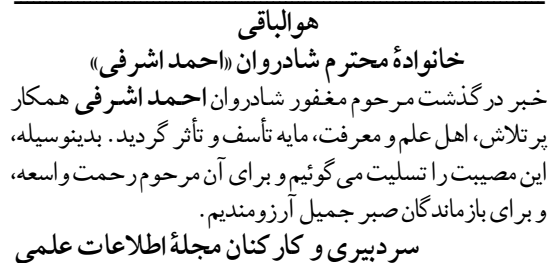 هوالباقی
خانوادهٔ محترم شادروان «احمد اشرفی»
خبر درگذشت مرحوم مغفور شادروان احمد اشرفی همکار
پرتلاش، اهل علم و معرفت، مایه تأسف و تأثر گردید. بدینوسیله،
این مصیبت را تسلیت می‌گوئیم و برای آن مرحوم رحمت واسعه،
و برای بازماندگان صبر جمیل آرزومندیم.
سردبیری و کارکنان مجلهٔ اطلاعات علمی